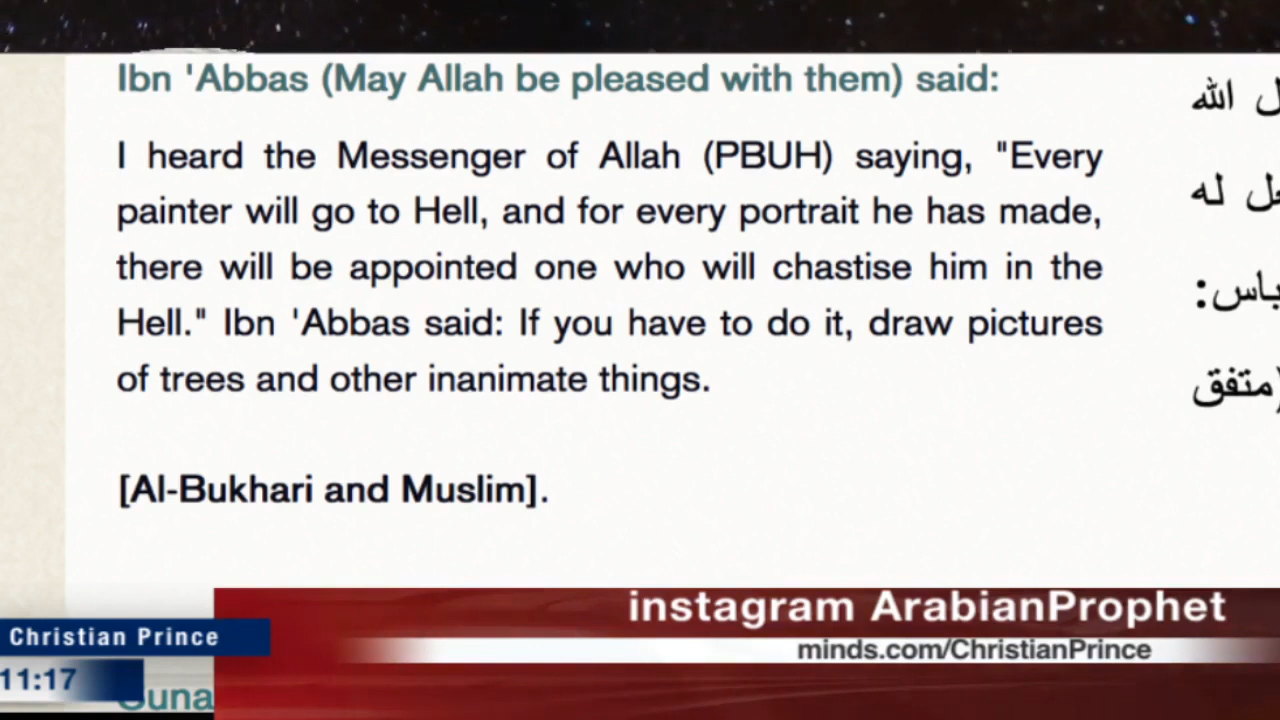 Ibn 'Abbas (May Allah be pleased with them) said:
I heard the Messenger of Allah (PBUH) saying, "Every
painter will go to Hell, and for every portrait he has made,
there will be appointed one who will chastise him in the
Hell." Ibn 'Abbas said: If you have to do it, draw pictures
of trees and other inanimate things.
[Al-Bukhari and Muslim].
الله
له
متفق
instagram ArabianProphet
minds.com/ChristianPrince
Christian Prince
11:17